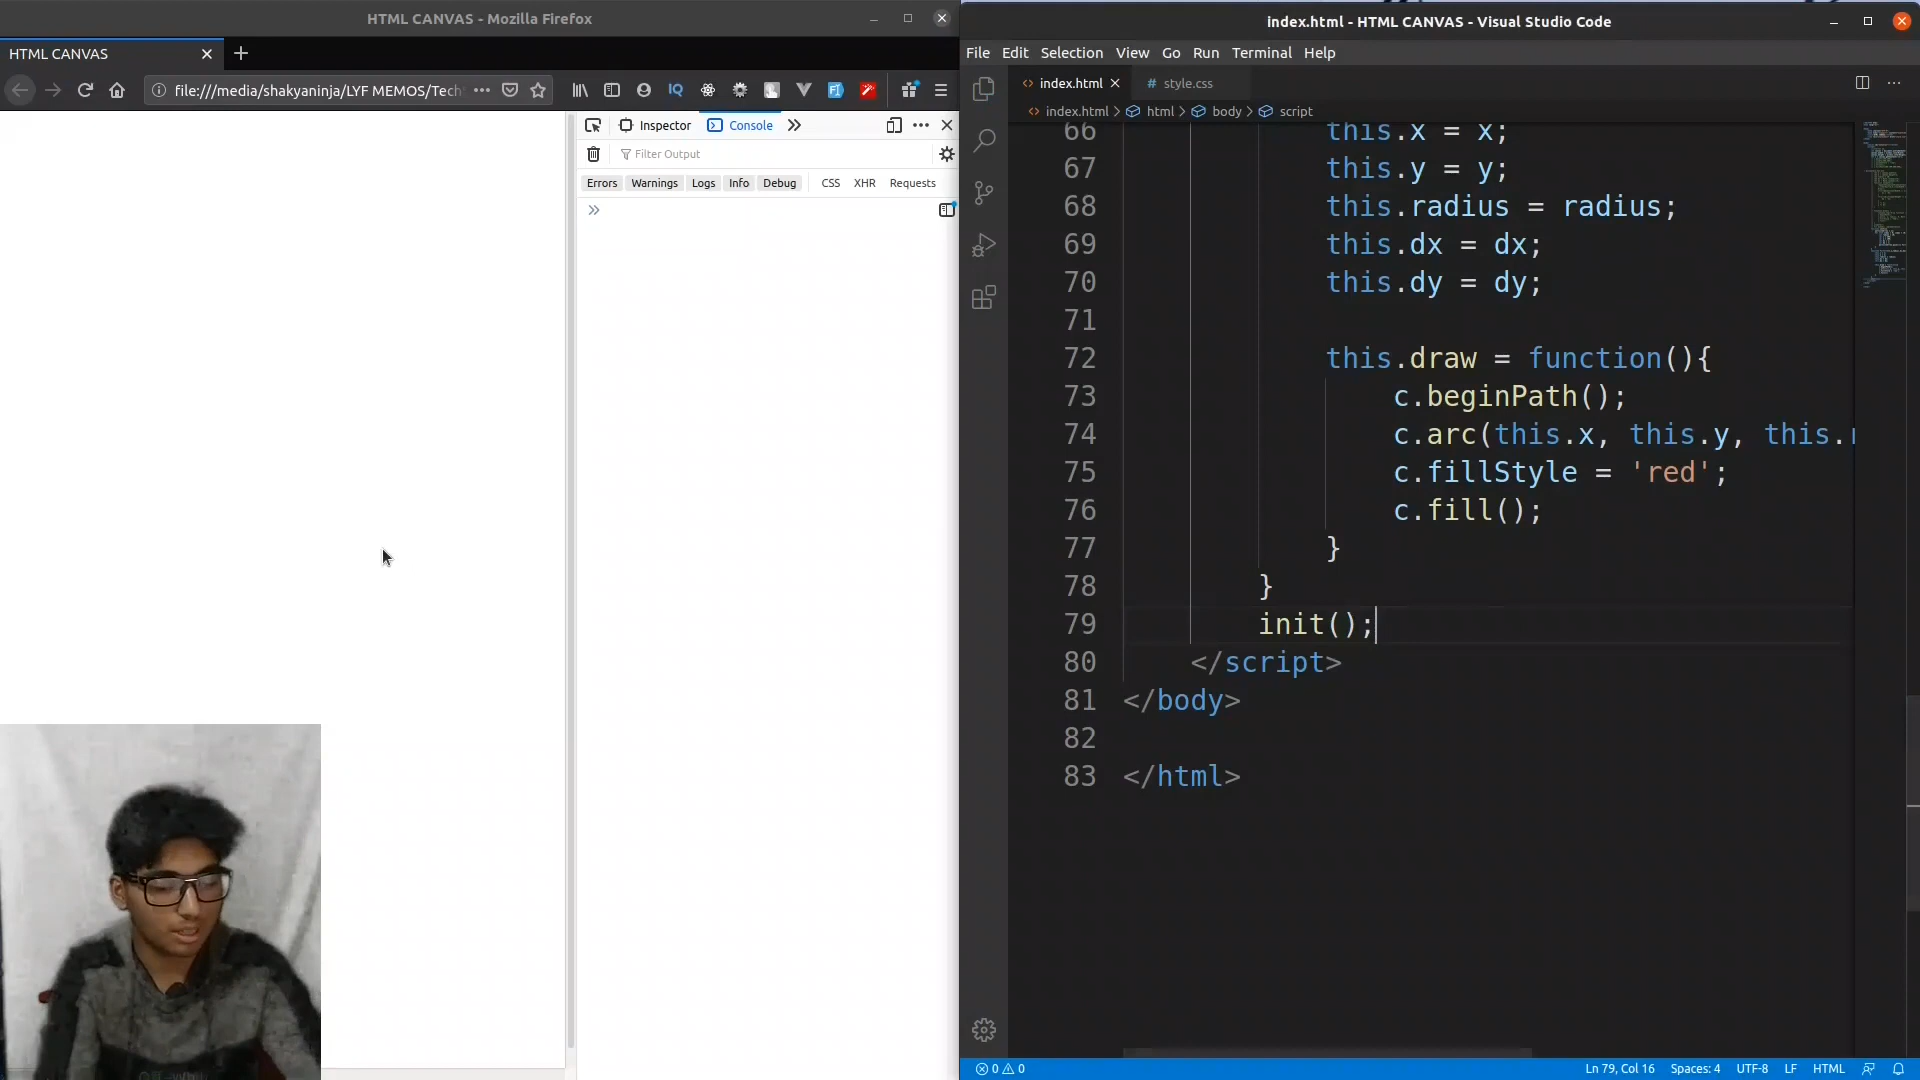 HTML CANVAS - Mozilla Firefox
HTML CANVAS
file:///media/shakyaninja/LYF MEMOS/Tech
Inspector
Console
Filter Output
Errors Warnings Logs Info Debug CSS XHR Requests
index.html - HTML CANVAS - Visual Studio Code
File Edit Selection View Go Run Terminal Help
index.html
# style.css
index.html > html > body > script
66 this.x = x;
67 this.y = y;
68 this.radius = radius;
69 this.dx = dx;
70 this.dy = dy;
71
72 this.draw = function(){
73 c.beginPath();
74 c.arc(this.x, this.y, this.
75 c.fillStyle = 'red';
76 c.fill();
77 }
78 }
79 init();
80 </script>
81 </body>
82
83 </html>
0 0
Ln 79, Col 16 Spaces: 4 UTF-8 LF HTML